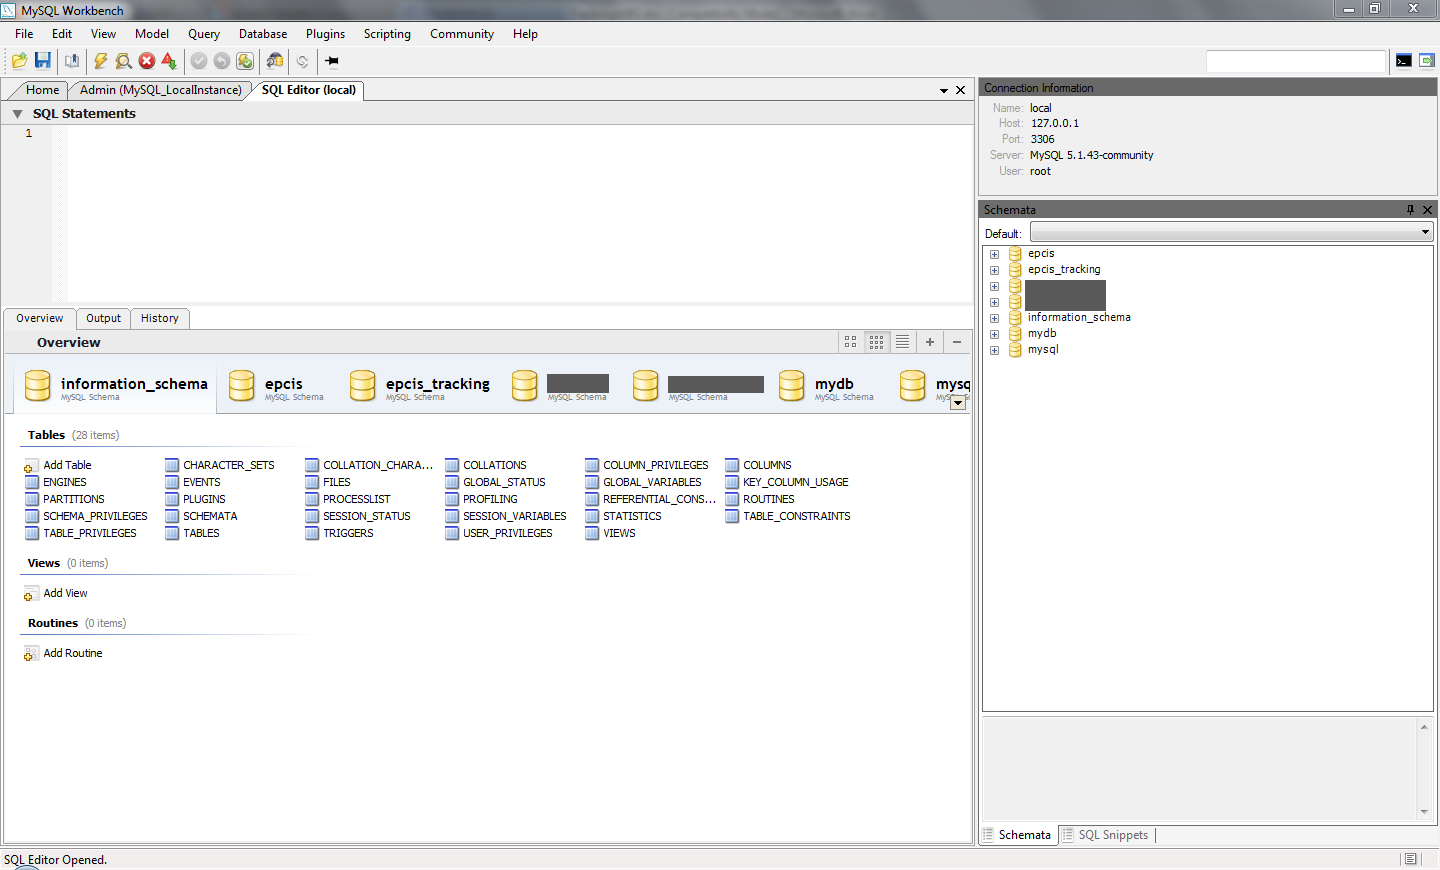 MySQL Workbench
File Edit View Model Query Database Plugins Scripting Community Help
Home Admin (MySQL_LocalInstance) SQL Editor (local)
SQL Statements
1
Connection Information
Name: local
Host: 127.0.0.1
Port: 3306
Server: MySQL 5.1.43-community
User: root
Schemata
Default:
epcis
epcis_tracking
information_schema
mydb
mysql
Overview Output History
Overview
information_schema epcis epcis_tracking mydb mysq
MySQL Schema MySQL Schema MySQL Schema MySQL Schema MySQL Schema MySQL Schema MyS
Tables (28 items)
Add Table CHARACTER_SETS COLLATION_CHARA... COLLATIONS COLUMN_PRIVILEGES COLUMNS
ENGINES EVENTS FILES GLOBAL_STATUS GLOBAL_VARIABLES KEY_COLUMN_USAGE
PARTITIONS PLUGINS PROCESSLIST PROFILING REFERENTIAL_CONS... ROUTINES
SCHEMA_PRIVILEGES SCHEMATA SESSION_STATUS SESSION_VARIABLES STATISTICS TABLE_CONSTRAINTS
TABLE_PRIVILEGES TABLES TRIGGERS USER_PRIVILEGES VIEWS
Views (0 items)
Add View
Routines (0 items)
Add Routine
Schemata SQL Snippets
SQL Editor Opened.